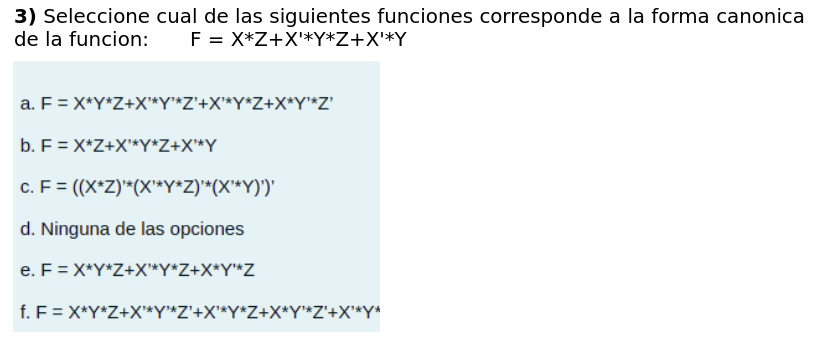 3) Seleccione cual de las siguientes funciones corresponde a la forma canonica
de la funcion: F = X*Z+X'*Y*Z+X'*Y
a. F = X*Y*Z+X'*Y'*Z'+X'*Y*Z+X*Y'*Z'
b. F = X*Z+X'*Y*Z+X'*Y
c. F = ((X*Z)'*(X'*Y*Z)'*(X'*Y)')'
d. Ninguna de las opciones
e. F = X*Y*Z+X'*Y*Z+X*Y'*Z
f. F = X*Y*Z+X'*Y'*Z'+X'*Y*Z+X*Y'*Z'+X'*Y*